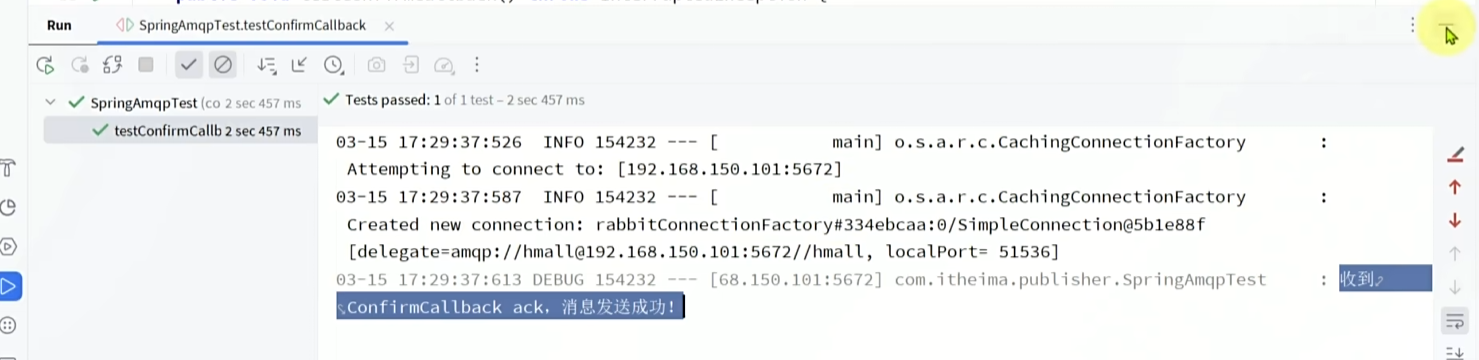 Run SpringAmqpTest.testConfirmCallback
SpringAmqpTest (co 2 sec 457 ms
Tests passed: 1 of 1 test – 2 sec 457 ms
testConfirmCallb 2 sec 457 ms
03-15 17:29:37:526  INFO 154232 --- [           main] o.s.a.r.c.CachingConnectionFactory       :
Attempting to connect to: [192.168.150.101:5672]
03-15 17:29:37:587  INFO 154232 --- [           main] o.s.a.r.c.CachingConnectionFactory       :
Created new connection: rabbitConnectionFactory#334ebcaa:0/SimpleConnection@5b1e88f
[delegate=amqp://hmall@192.168.150.101:5672//hmall, localPort= 51536]
03-15 17:29:37:613 DEBUG 154232 --- [68.150.101:5672] com.itheima.publisher.SpringAmqpTest     : 收到
ConfirmCallback ack，消息发送成功！